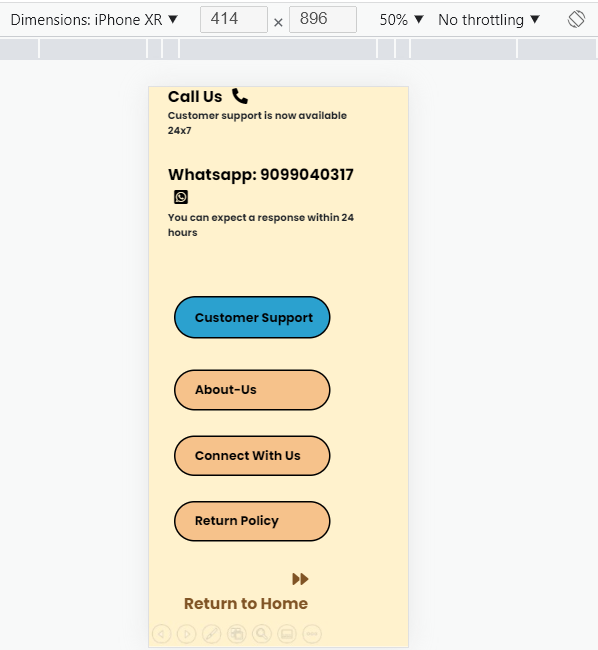 Dimensions: iPhone XR ▼ 414 × 896 50% ▼ No throttling ▼
Call Us
Customer support is now available
24x7
Whatsapp: 9099040317
You can expect a response within 24
hours
Customer Support
About-Us
Connect With Us
Return Policy
Return to Home